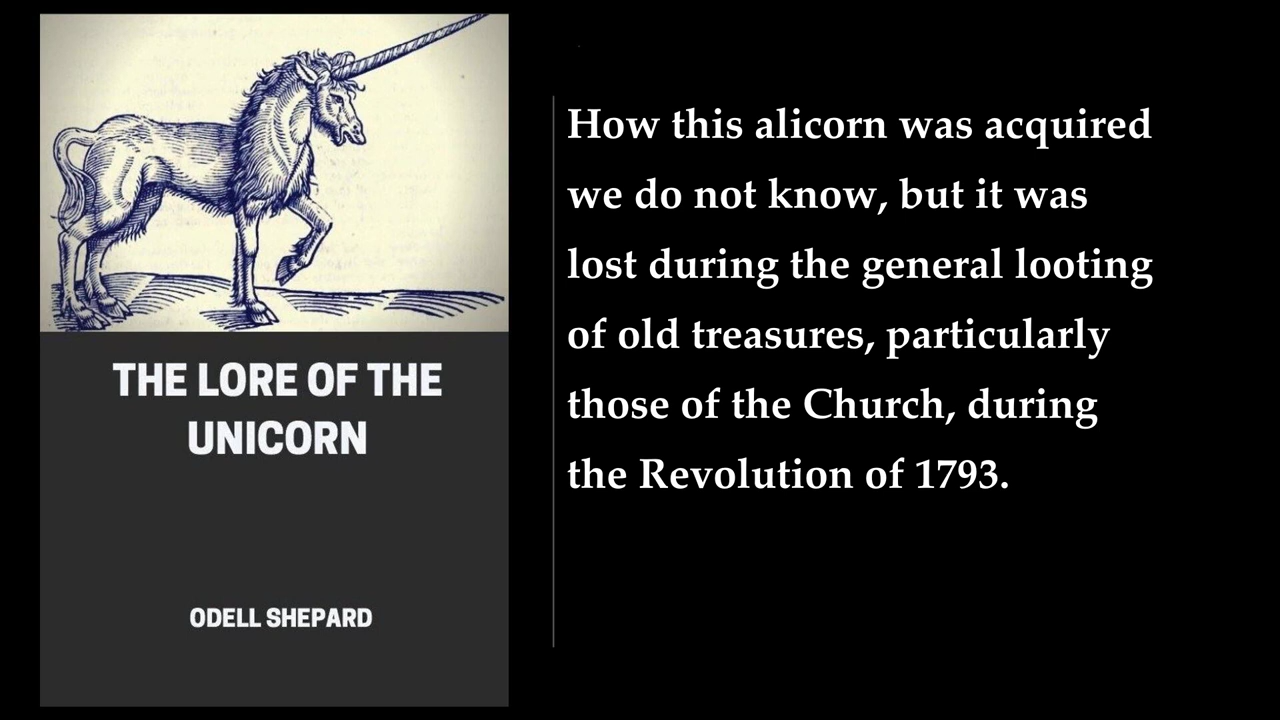 THE LORE OF THE
UNICORN
ODELL SHEPARD
How this alicorn was acquired
we do not know, but it was
lost during the general looting
of old treasures, particularly
those of the Church, during
the Revolution of 1793.